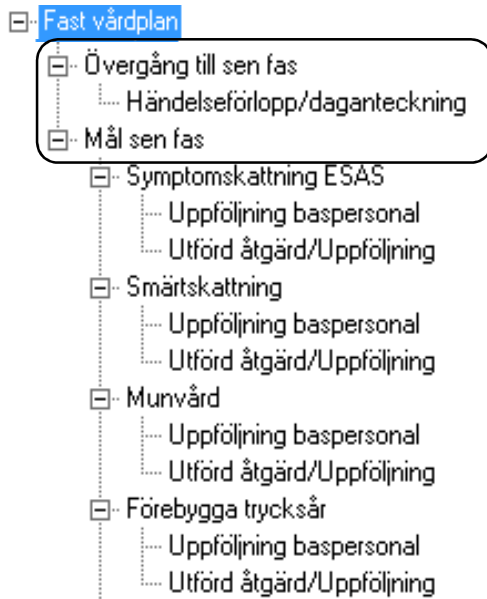 Fast vårdplan
Övergång till sen fas
Händelseförlopp/daganteckning
Mål sen fas
Symptomskattning ESAS
Uppföljning baspersonal
Utförd åtgärd/Uppföljning
Smärtskattning
Uppföljning baspersonal
Utförd åtgärd/Uppföljning
Munvård
Uppföljning baspersonal
Utförd åtgärd/Uppföljning
Förebygga trycksår
Uppföljning baspersonal
Utförd åtgärd/Uppföljning